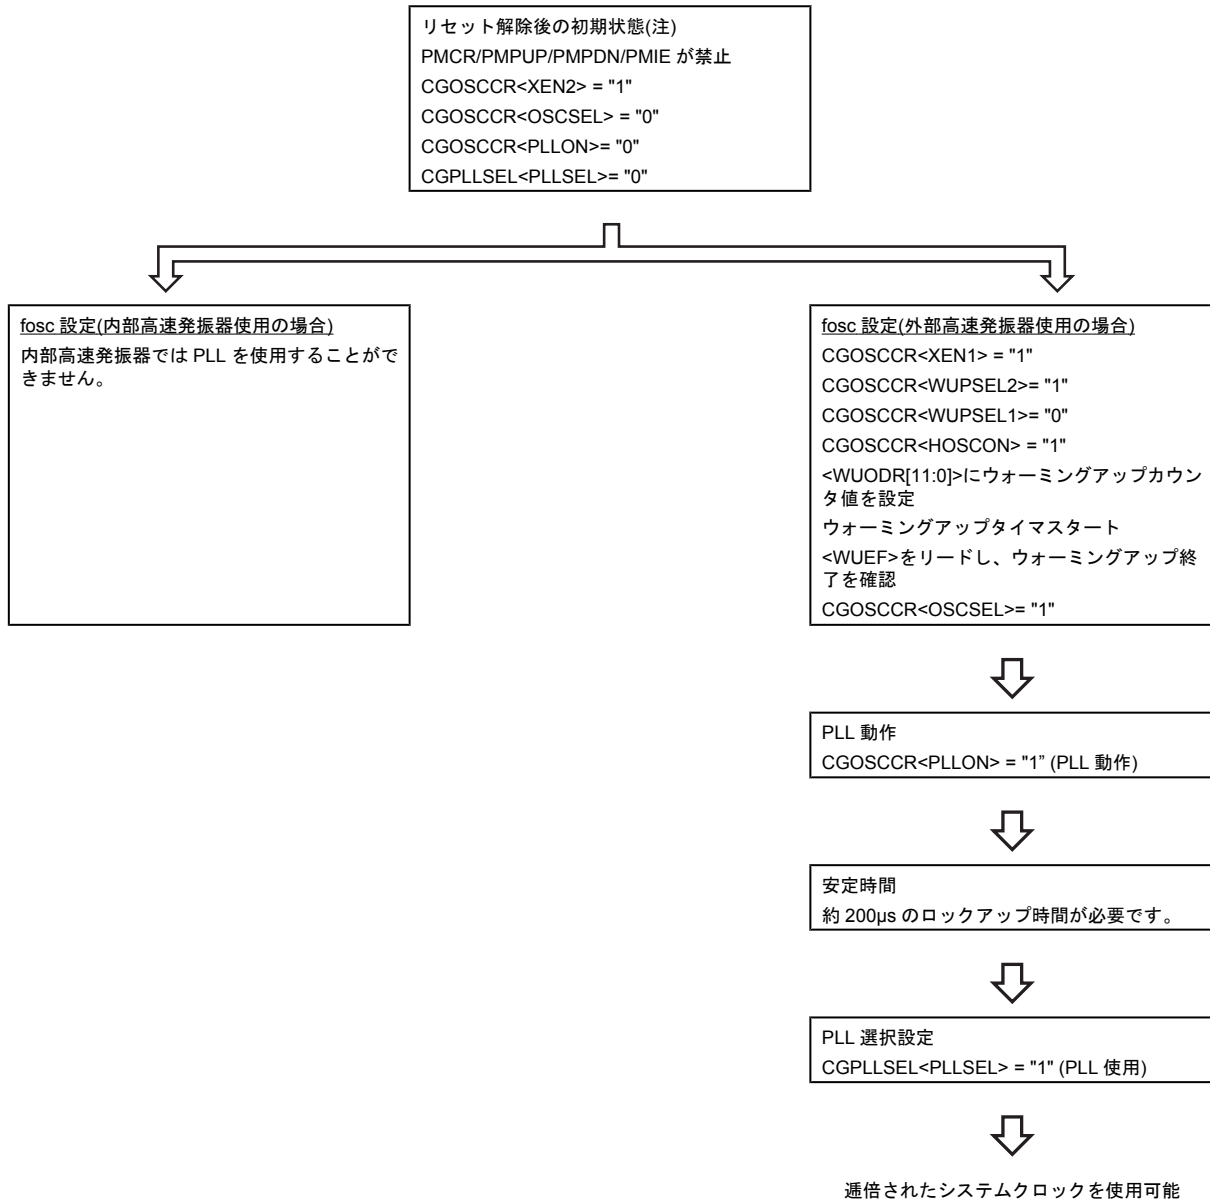 リセット解除後の初期状態(注)
PMCR/PMPUP/PMPDN/PMIE が禁止
CGOSCCR<XEN2> = "1"
CGOSCCR<OSCSEL> = "0"
CGOSCCR<PLLON>= "0"
CGPLLSEL<PLLSEL>= "0"
fosc 設定(内部高速発振器使用の場合)
内部高速発振器では PLL を使用することがで
きません。
fosc 設定(外部高速発振器使用の場合)
CGOSCCR<XEN1> = "1"
CGOSCCR<WUPSEL2>= "1"
CGOSCCR<WUPSEL1>= "0"
CGOSCCR<HOSCON> = "1"
<WUODR[11:0]>にウォーミングアップカウン
タ値を設定
ウォーミングアップタイマスタート
<WUEF>をリードし、ウォーミングアップ終
了を確認
CGOSCCR<OSCSEL>= "1"
PLL 動作
CGOSCCR<PLLON> = "1” (PLL 動作)
安定時間
約 200μs のロックアップ時間が必要です。
PLL 選択設定
CGPLLSEL<PLLSEL> = "1" (PLL 使用)
逓倍されたシステムクロックを使用可能